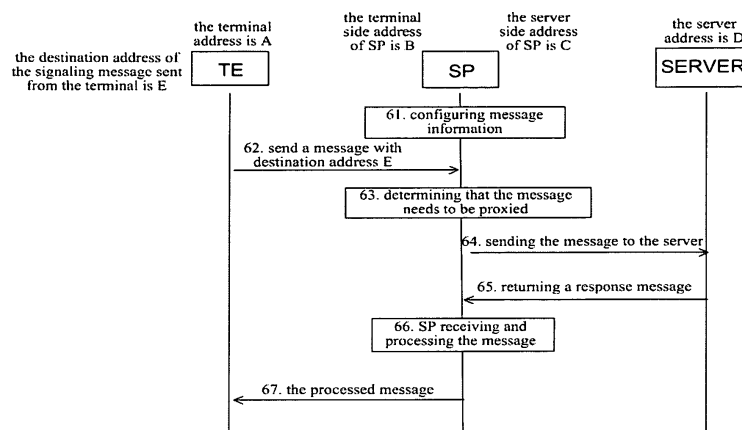 the terminal
address is A
the terminal
side address
of SP is B
the server
side address
of SP is C
the server
address is D
the destination address of
the signaling message sent
from the terminal is E
TE
SP
SERVER
61. configuring message
information
62. send a message with
destination address E
63. determining that the message
needs to be proxied
64. sending the message to the server
65. returning a response message
66. SP receiving and
processing the message
67. the processed message